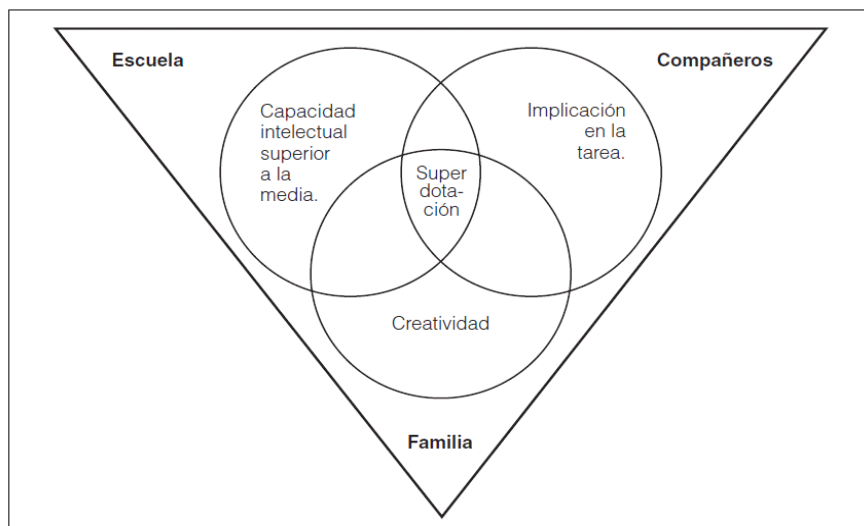 Escuela
Compañeros
Capacidad
intelectual
superior
a la
media.
Implicación
en la
tarea.
Super
dota-
ción
Creatividad
Familia